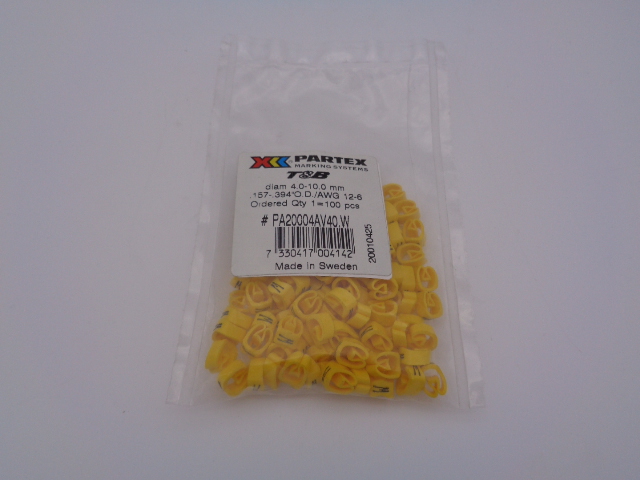 PARTEX
MARKING SYSTEMS
T&B
diam 4.0-10.0 mm
.157-.394"O.D./AWG 12-6
Ordered Qty 1=100 pcs
# PA20004AV40.W
7 330417 004142
20010425
Made in Sweden
W
W
W
W